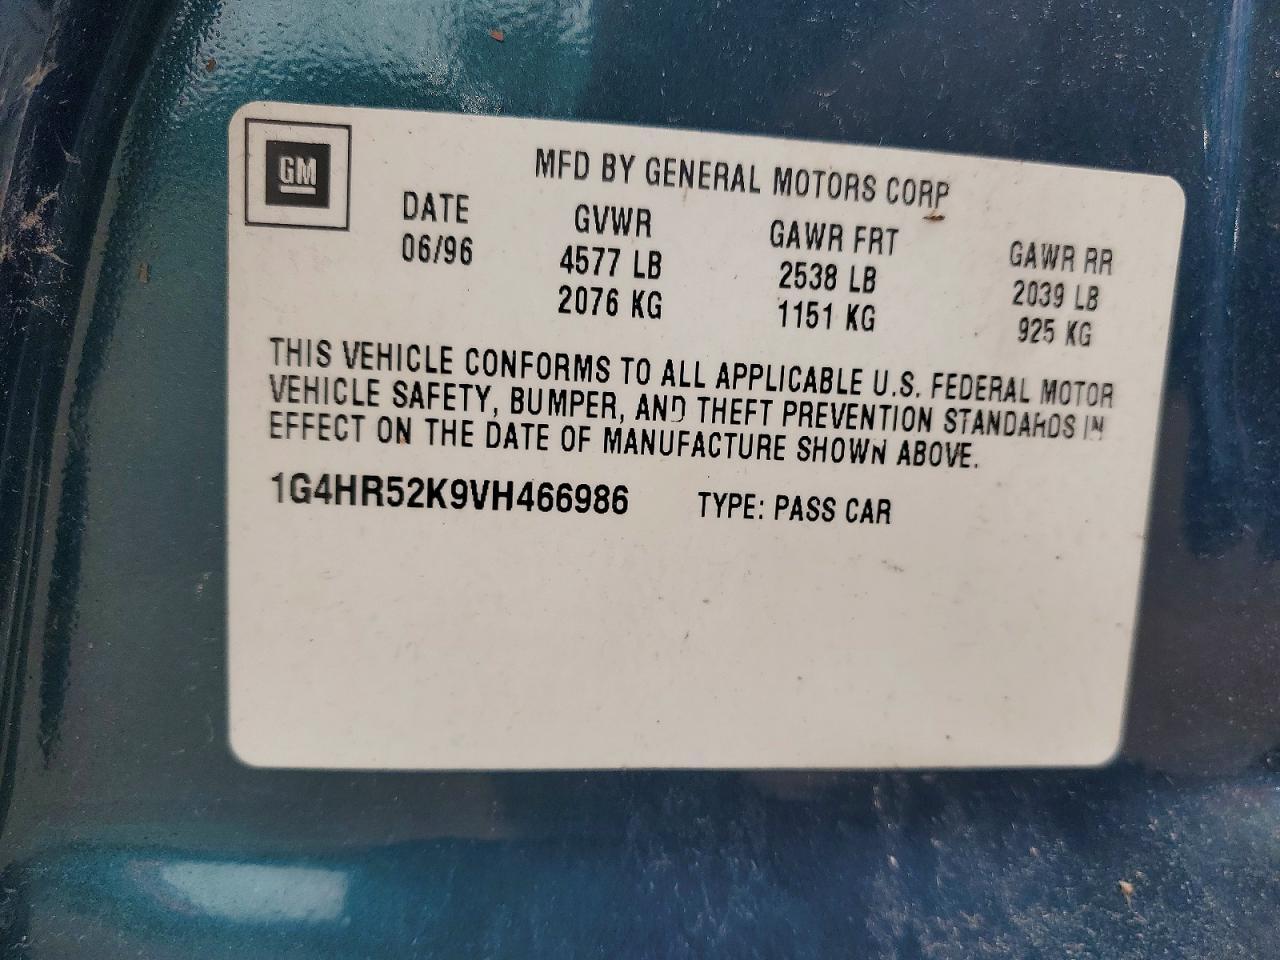 GM
MFD BY GENERAL MOTORS CORP
DATE GVWR GAWR FRT GAWR RR
06/96 4577 LB 2538 LB 2039 LB
2076 KG 1151 KG 925 KG
THIS VEHICLE CONFORMS TO ALL APPLICABLE U.S. FEDERAL MOTOR
VEHICLE SAFETY, BUMPER, AND THEFT PREVENTION STANDARDS IN
EFFECT ON THE DATE OF MANUFACTURE SHOWN ABOVE.
1G4HR52K9VH466986 TYPE: PASS CAR